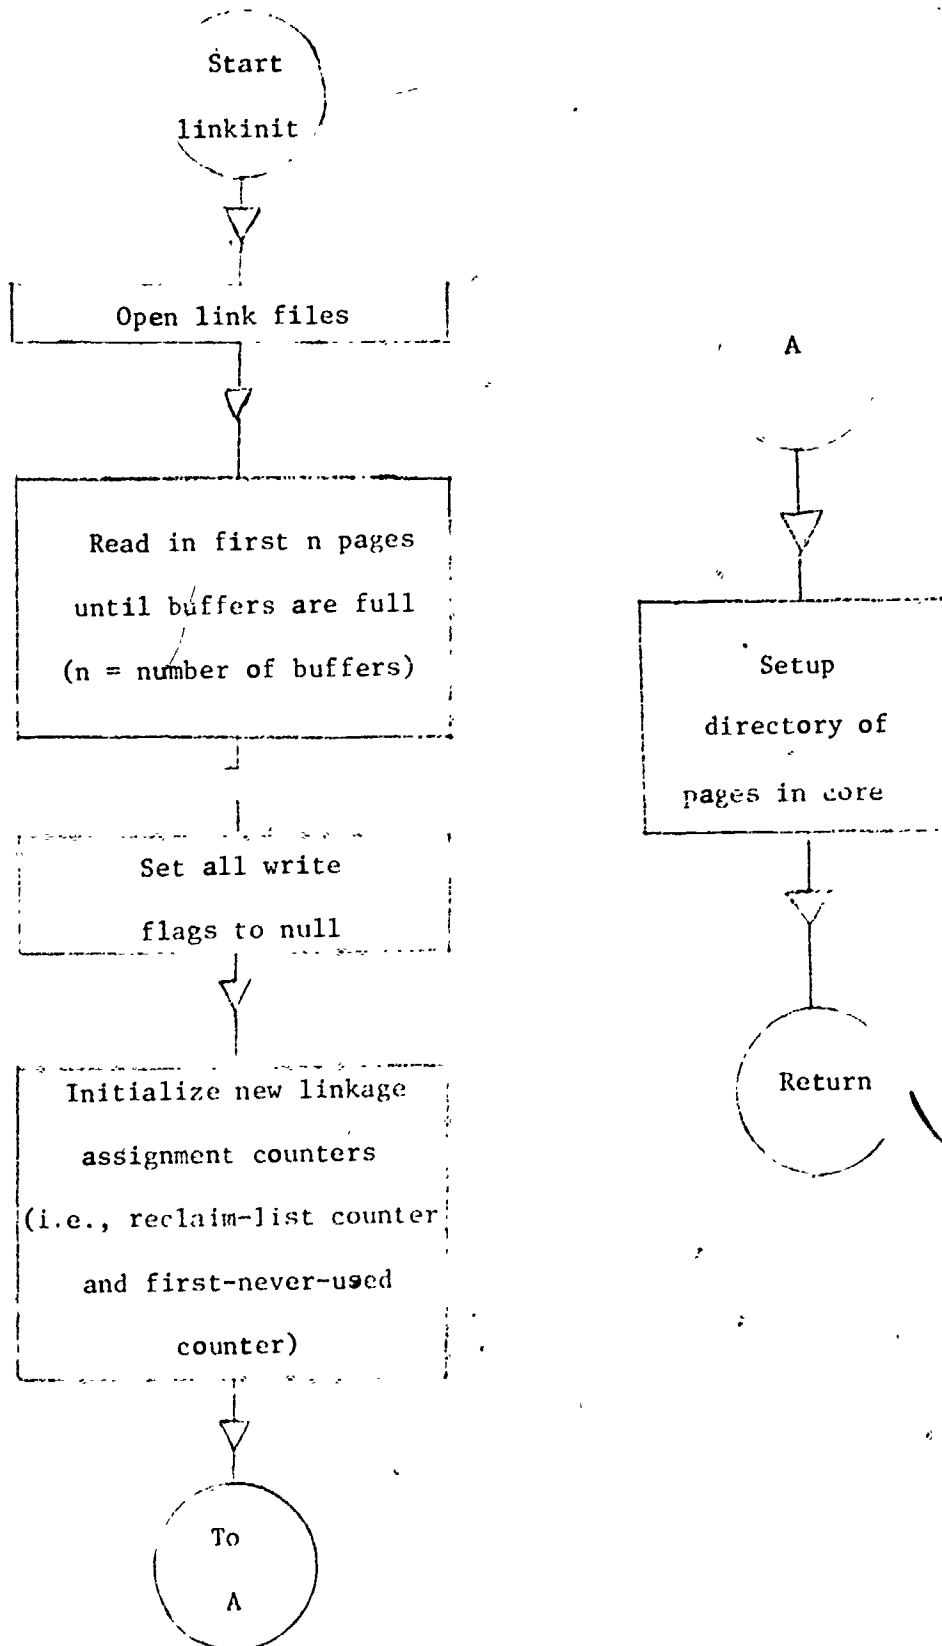 Start
linkinit
Open link files
Read in first n pages
until buffers are full
(n = number of buffers)
Set all write
flags to null
Initialize new linkage
assignment counters
(i.e., reclaim-list counter
and first-never-used
counter)
To
A
A
Setup
directory of
pages in core
Return